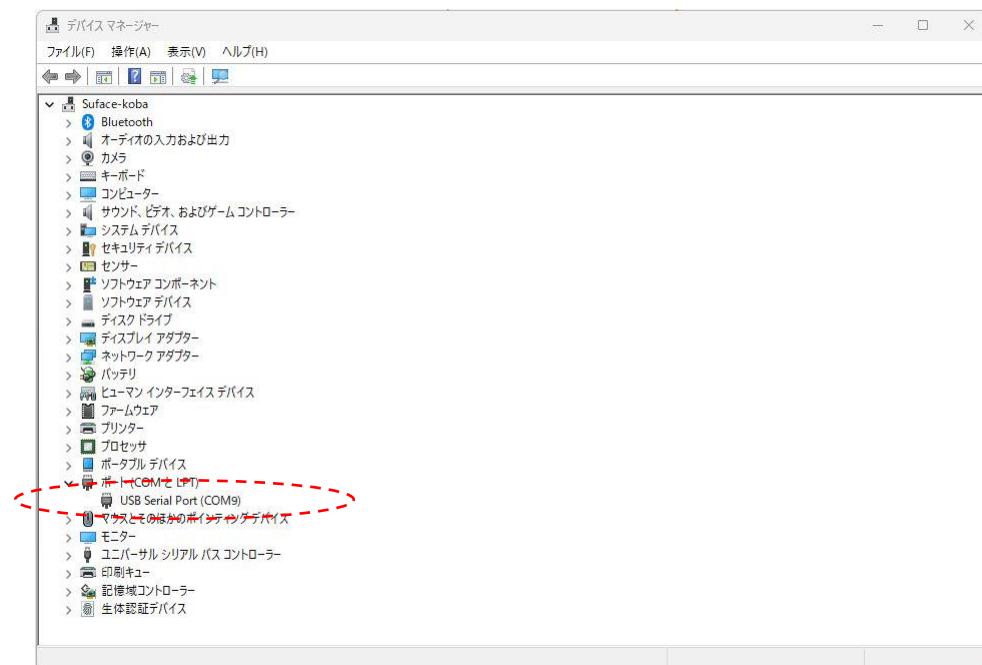 デバイス マネージャー
ファイル(F) 操作(A) 表示(V) ヘルプ(H)
Suface-koba
Bluetooth
オーディオの入力および出力
カメラ
キーボード
コンピューター
サウンド、ビデオ、およびゲーム コントローラー
システム デバイス
セキュリティ デバイス
センサー
ソフトウェア コンポーネント
ソフトウェア デバイス
ディスク ドライブ
ディスプレイ アダプター
ネットワーク アダプター
バッテリ
ヒューマン インターフェイス デバイス
ファームウェア
プリンター
プロセッサ
ポータブル デバイス
ポート (COM と LPT)
USB Serial Port (COM9)
マウスとそのほかのポインティング デバイス
モニター
ユニバーサル シリアル バス コントローラー
印刷キュー
記憶域コントローラー
生体認証デバイス